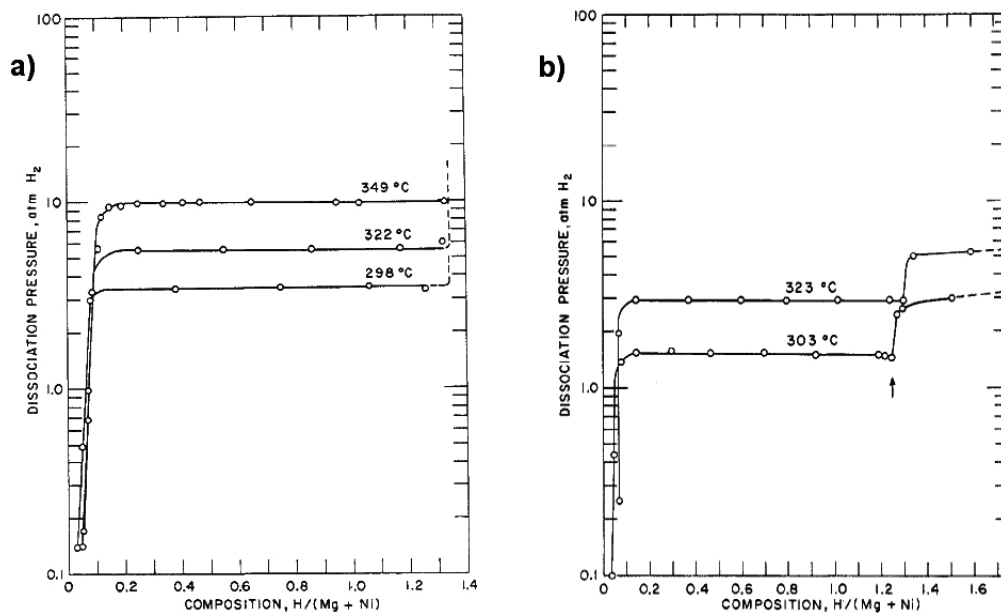 a)
DISSOCIATION PRESSURE, atm H2
100
10
1.0
0.1
349 °C
322 °C
298 °C
0 0.2 0.4 0.6 0.8 1.0 1.2 1.4
COMPOSITION, H/(Mg + Ni)
b)
DISSOCIATION PRESSURE, atm H2
100
10
1.0
0.1
323 °C
303 °C
0 0.2 0.4 0.6 0.8 1.0 1.2 1.4 1.6
COMPOSITION, H/(Mg + Ni)